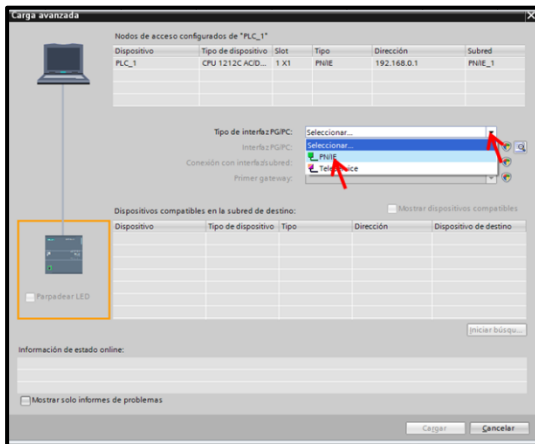 Carga avanzada
Nodos de acceso configurados de "PLC_1"
Dispositivo Tipo de dispositivo Slot Tipo Dirección Subred
PLC_1 CPU 1212C AC/D... 1 X1 PN/IE 192.168.0.1 PN/IE_1
Tipo de interfaz PG/PC: Seleccionar...
Interfaz PG/PC: Seleccionar...
PN/IE
Conexión con interfaz/subred:
Primer gateway:
Dispositivos compatibles en la subred de destino: Mostrar dispositivos compatibles
Dispositivo Tipo de dispositivo Tipo Dirección Dispositivo de destino
Parpadear LED
Iniciar búsqu...
Información de estado online:
Mostrar solo informes de problemas
Cargar Cancelar